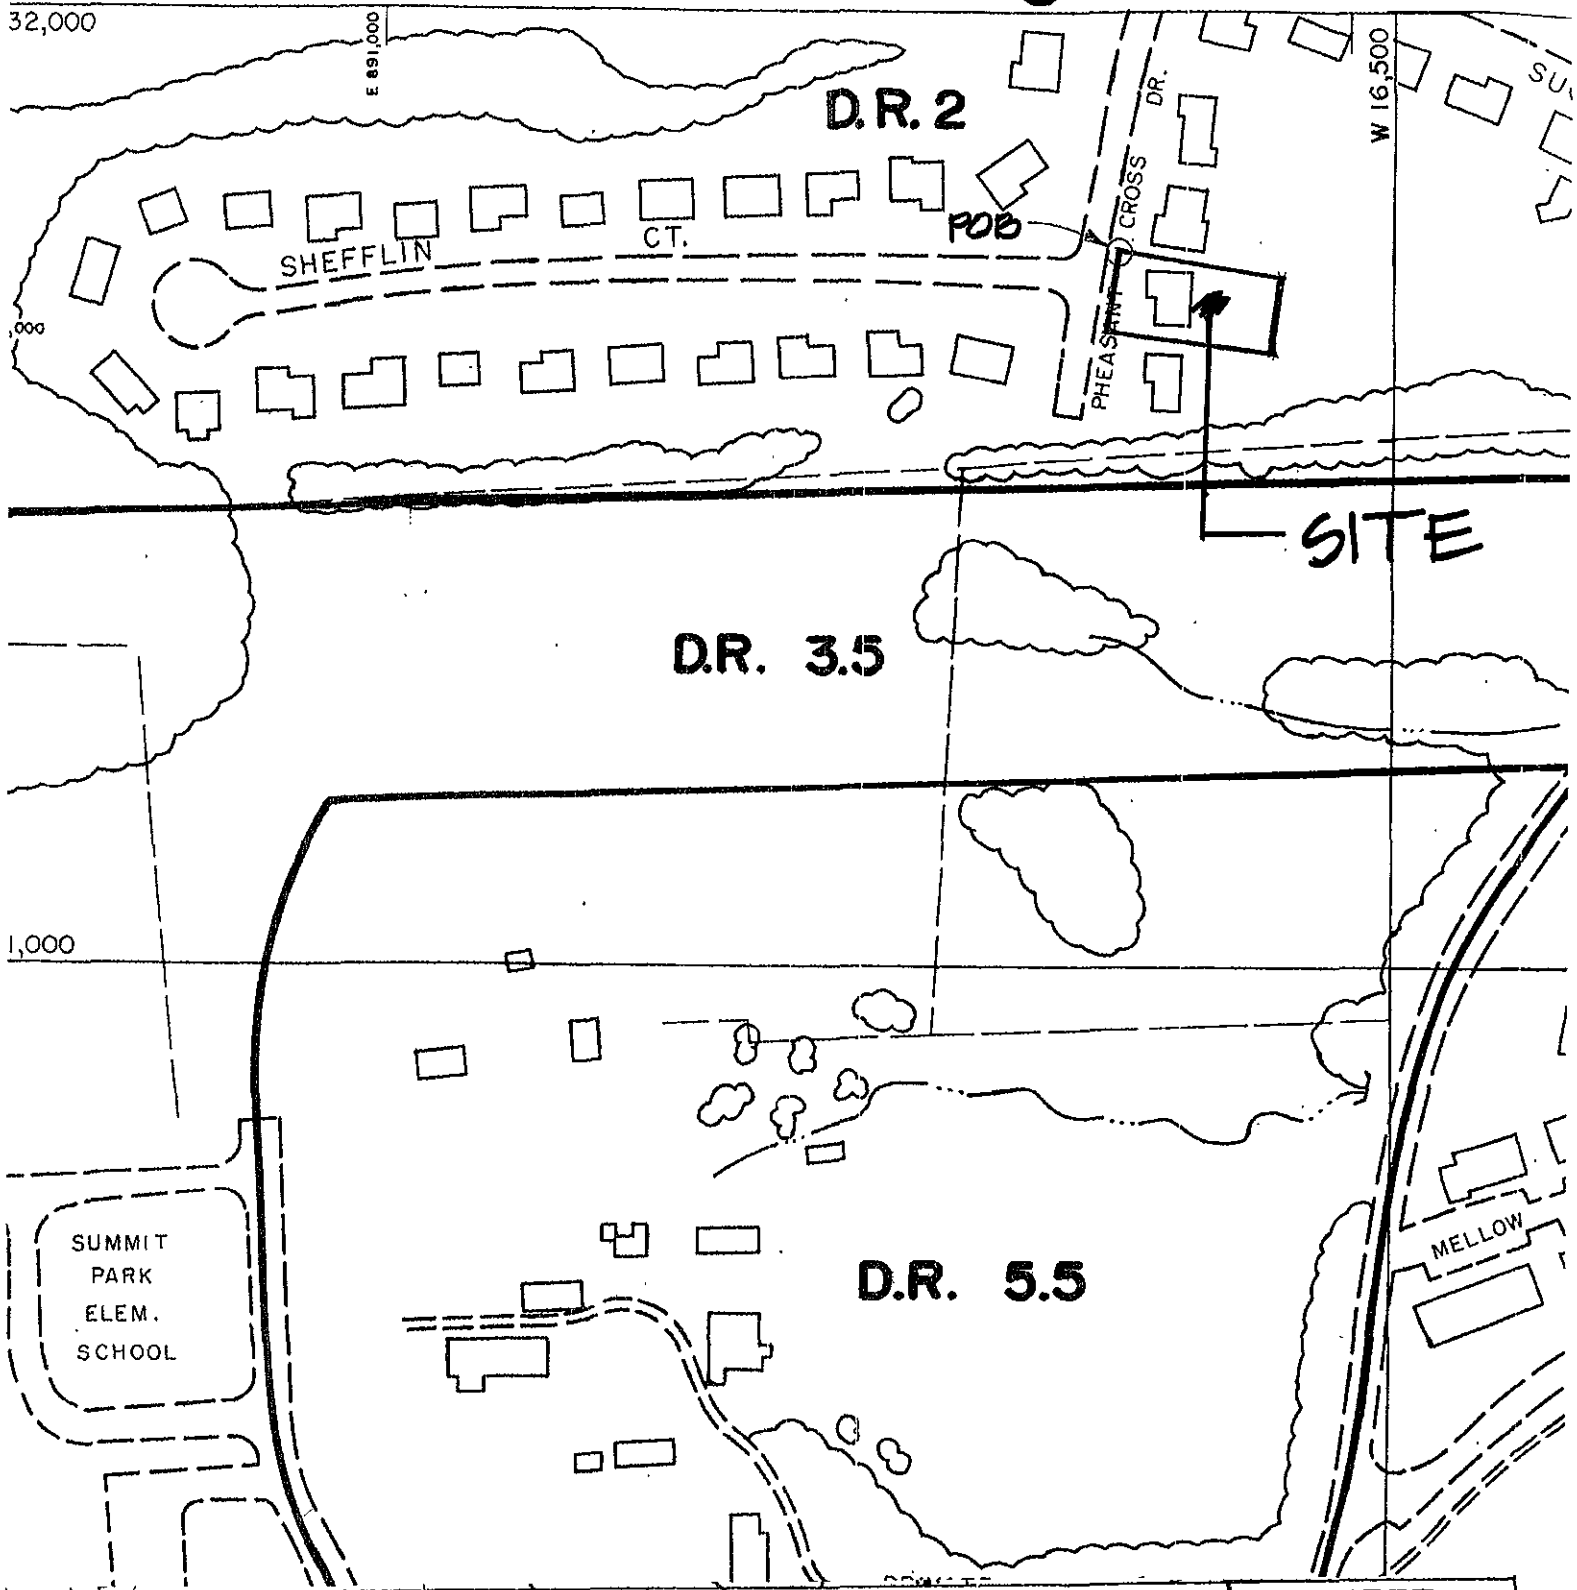 32,000
E 891,000
D.R. 2
DR.
CROSS
PHEASANT
W 16,500
POB
SHEFFLIN CT.
,000
SITE
D.R. 3.5
1,000
SUMMIT
PARK
ELEM.
SCHOOL
MELLOW
D.R. 5.5